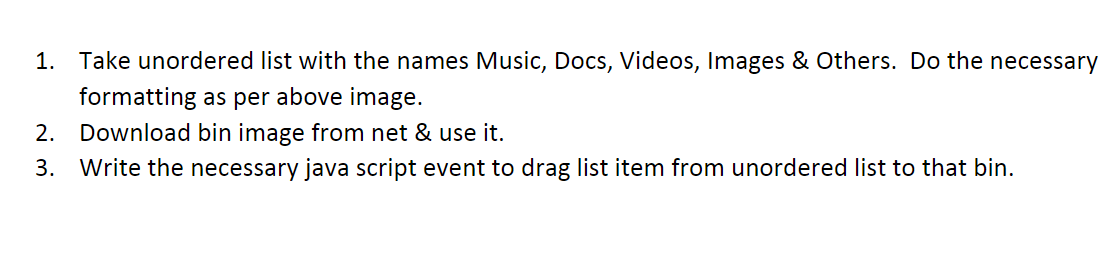 1. Take unordered list with the names Music, Docs, Videos, Images & Others.  Do the necessary
formatting as per above image.
2. Download bin image from net & use it.
3. Write the necessary java script event to drag list item from unordered list to that bin.